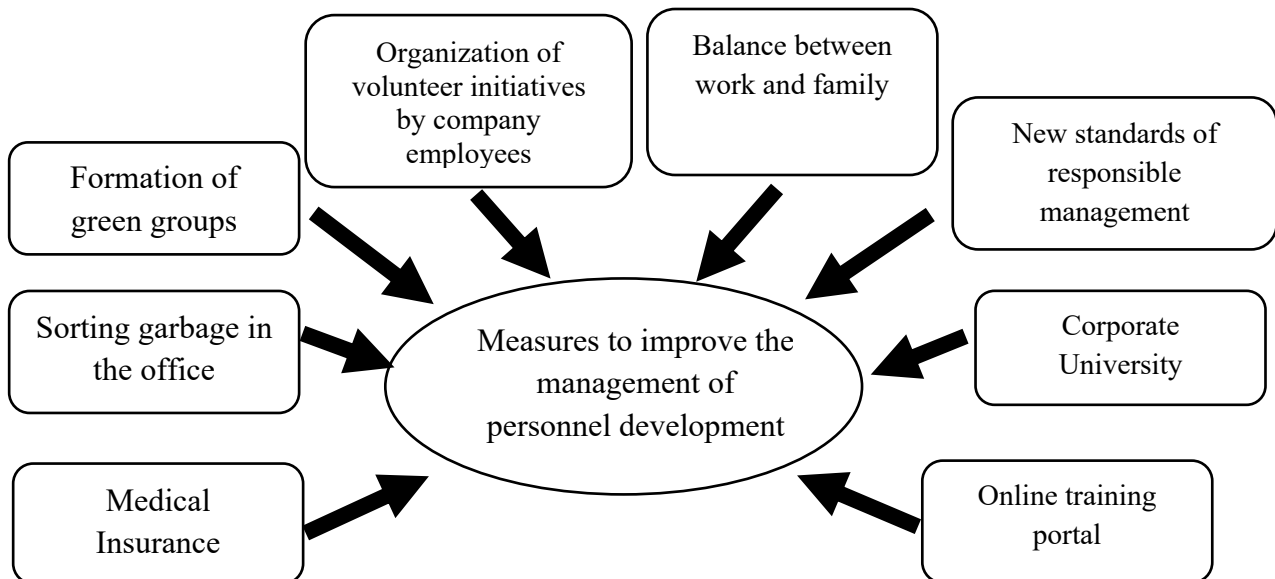 Organization of
volunteer initiatives
by company
employees
Balance between
work and family
New standards of
responsible
management
Formation of
green groups
Sorting garbage in
the office
Measures to improve the
management of
personnel development
Corporate
University
Medical
Insurance
Online training
portal